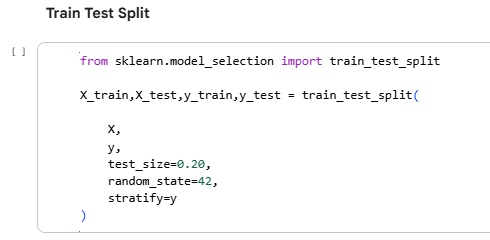 Train Test Split
[ ]
from sklearn.model_selection import train_test_split
X_train,X_test,y_train,y_test = train_test_split(
X,
y,
test_size=0.20,
random_state=42,
stratify=y
)